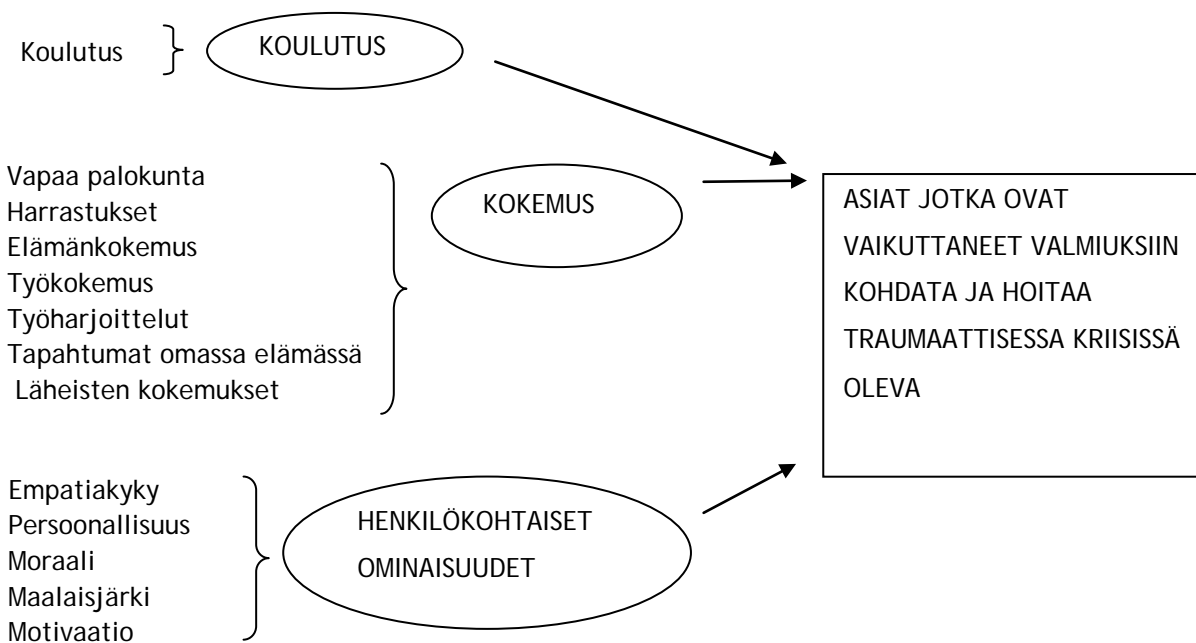 Koulutus
KOULUTUS
Vapaa palokunta
Harrastukset
Elämänkokemus
Työkokemus
Työharjoittelut
Tapahtumat omassa elämässä
Läheisten kokemukset
KOKEMUS
Empatiakyky
Persoonallisuus
Moraali
Maalaisjärki
Motivaatio
HENKILÖKOHTAISET
OMINAISUUDET
ASIAT JOTKA OVAT
VAIKUTTANEET VALMIUKSIIN
KOHDATA JA HOITAA
TRAUMAATTISESSA KRIISISSÄ
OLEVA